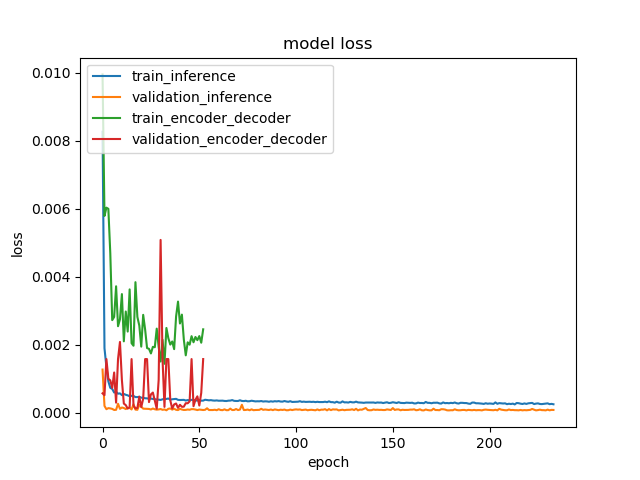 model loss
train_inference
validation_inference
train_encoder_decoder
validation_encoder_decoder
loss
0.010
0.008
0.006
0.004
0.002
0.000
0 50 100 150 200
epoch